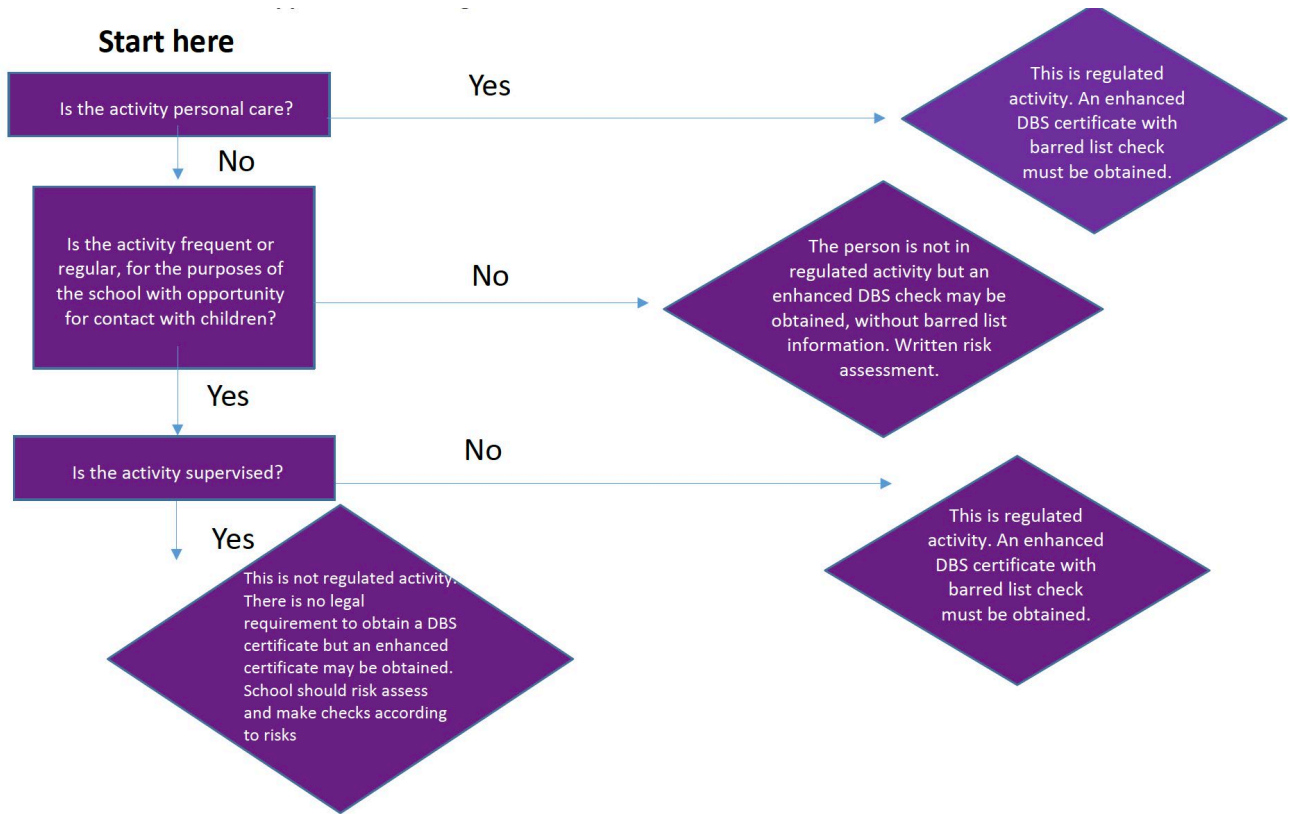 Start here
Is the activity personal care?
Yes
This is regulated
activity. An enhanced
DBS certificate with
barred list check
must be obtained.
No
Is the activity frequent or
regular, for the purposes of
the school with opportunity
for contact with children?
No
The person is not in
regulated activity but an
enhanced DBS check may be
obtained, without barred list
information. Written risk
assessment.
Yes
Is the activity supervised?
No
This is regulated
activity. An enhanced
DBS certificate with
barred list check
must be obtained.
Yes
This is not regulated activity.
There is no legal
requirement to obtain a DBS
certificate but an enhanced
certificate may be obtained.
School should risk assess
and make checks according
to risks